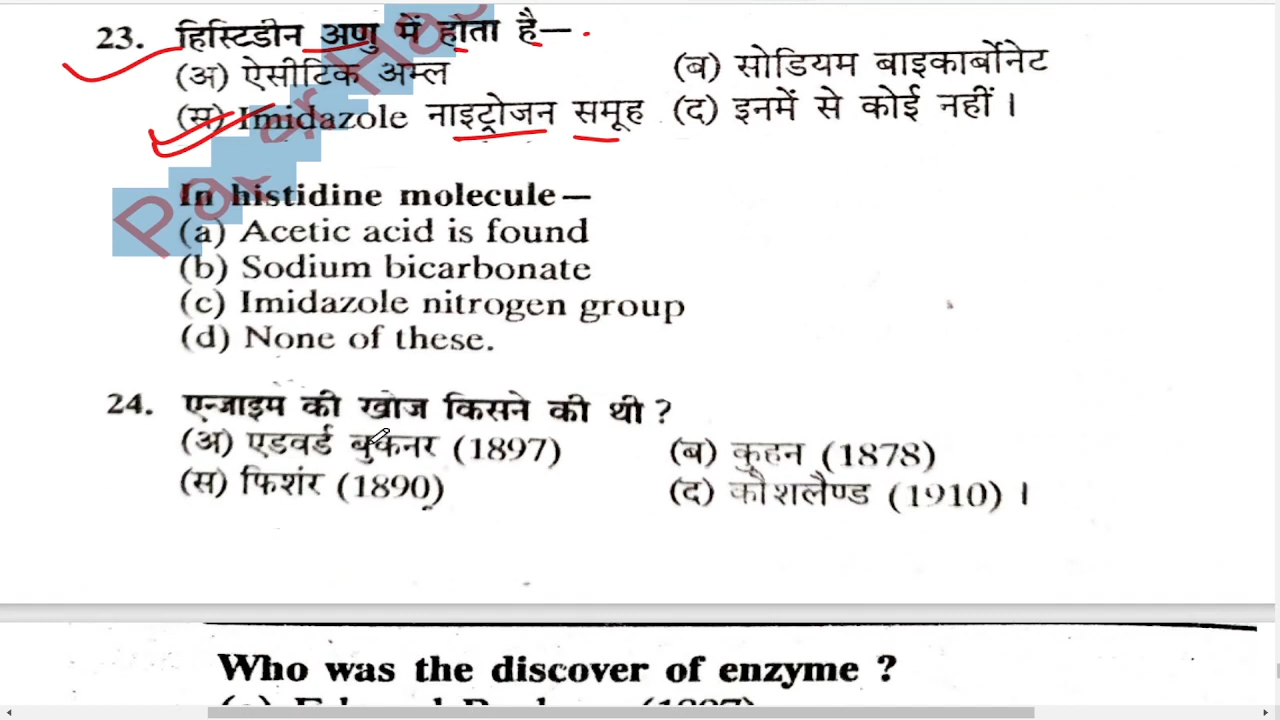 23. हिस्टिडीन अणु में होता है—
(अ) ऐसीटिक अम्ल (ब) सोडियम बाइकार्बोनेट
(स) Imidazole नाइट्रोजन समूह (द) इनमें से कोई नहीं ।
In histidine molecule—
(a) Acetic acid is found
(b) Sodium bicarbonate
(c) Imidazole nitrogen group
(d) None of these.
24. एन्जाइम की खोज किसने की थी ?
(अ) एडवर्ड बुकनर (1897) (ब) कुहन (1878)
(स) फिशंर (1890) (द) कौशलैण्ड (1910) ।
Who was the discover of enzyme ?